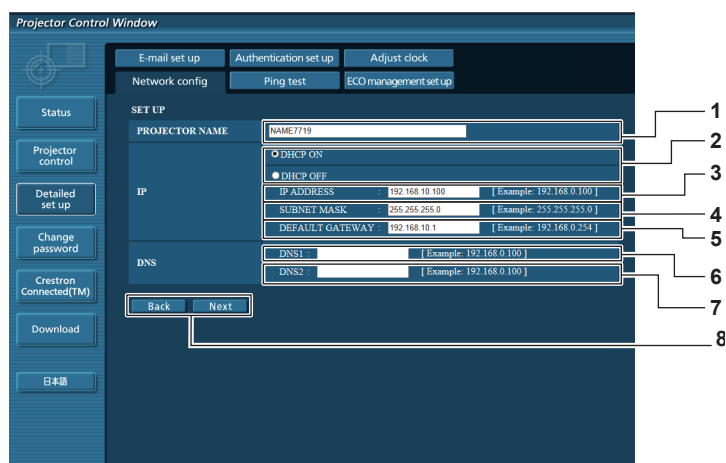 Projector Control Window
E-mail set up Authentication set up Adjust clock
Network config Ping test ECO management set up
Status
Projector control
Detailed set up
Change password
Crestron Connected(TM)
Download
日本語
SET UP
PROJECTOR NAME NAME7719 1
IP DHCP ON 2
DHCP OFF
IP ADDRESS : 192.168.10.100 [ Example: 192.168.0.100 ] 3
SUBNET MASK : 255.255.255.0 [ Example: 255.255.255.0 ] 4
DEFAULT GATEWAY : 192.168.10.1 [ Example: 192.168.0.254 ] 5
DNS DNS1 : [ Example: 192.168.0.100 ] 6
DNS2 : [ Example: 192.168.0.100 ] 7
Back Next 8